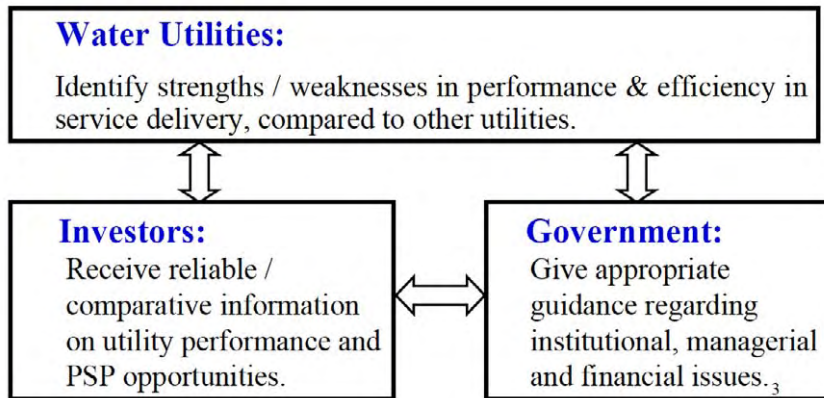 Water Utilities:
Identify strengths / weaknesses in performance & efficiency in
service delivery, compared to other utilities.
Investors:
Receive reliable /
comparative information
on utility performance and
PSP opportunities.
Government:
Give appropriate
guidance regarding
institutional, managerial
and financial issues.
3